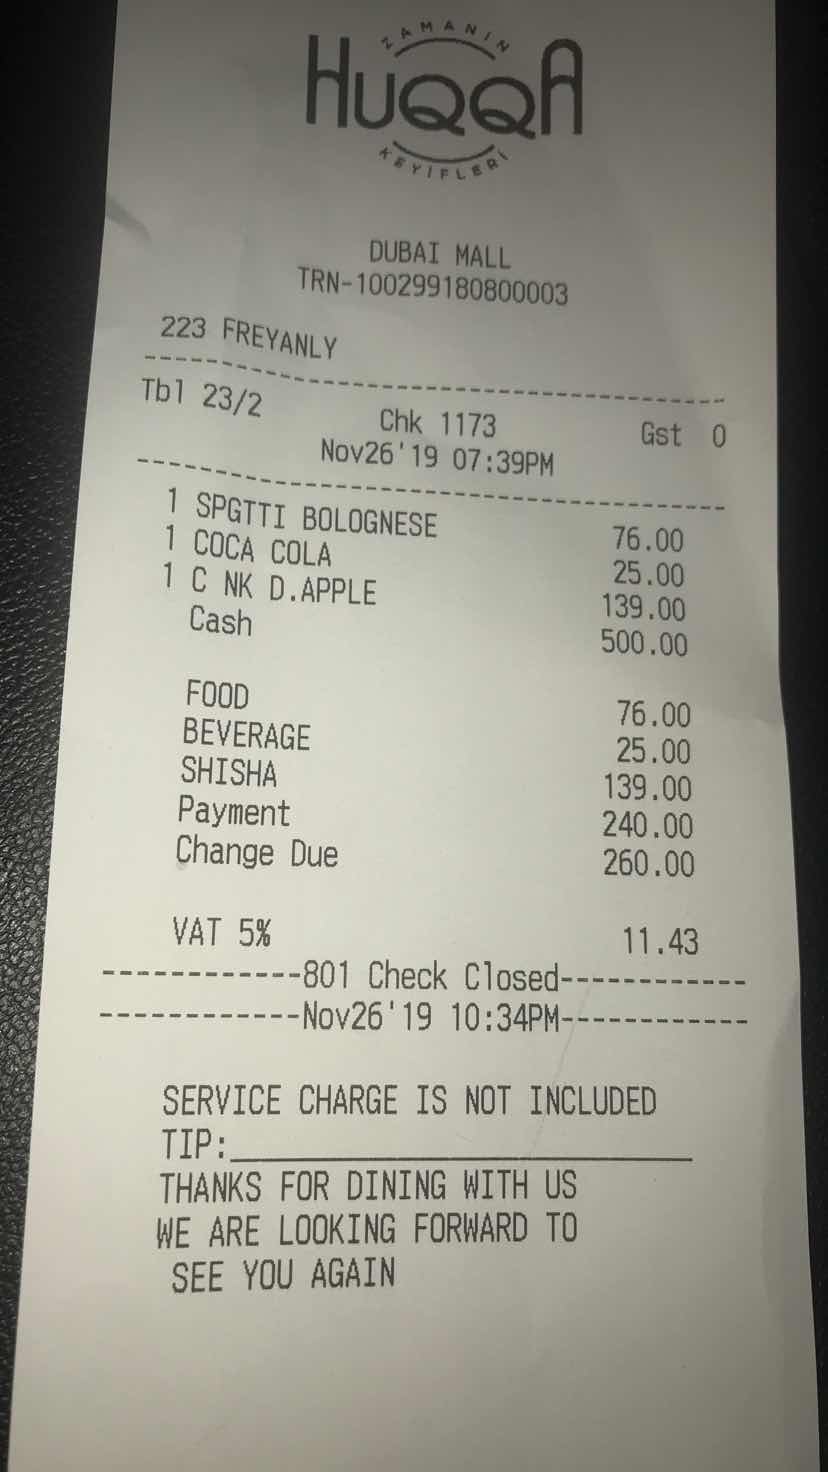 ZAMANIN
HUQQA
KEYİFLERİ
DUBAI MALL
TRN-100299180800003
223 FREYANLY
Tbl 23/2 Chk 1173 Gst 0
Nov26'19 07:39PM
1 SPGTTI BOLOGNESE 76.00
1 COCA COLA 25.00
1 C NK D.APPLE 139.00
Cash 500.00
FOOD 76.00
BEVERAGE 25.00
SHISHA 139.00
Payment 240.00
Change Due 260.00
VAT 5% 11.43
------------801 Check Closed------------
------------Nov26'19 10:34PM------------
SERVICE CHARGE IS NOT INCLUDED
TIP:____________________________
THANKS FOR DINING WITH US
WE ARE LOOKING FORWARD TO
SEE YOU AGAIN